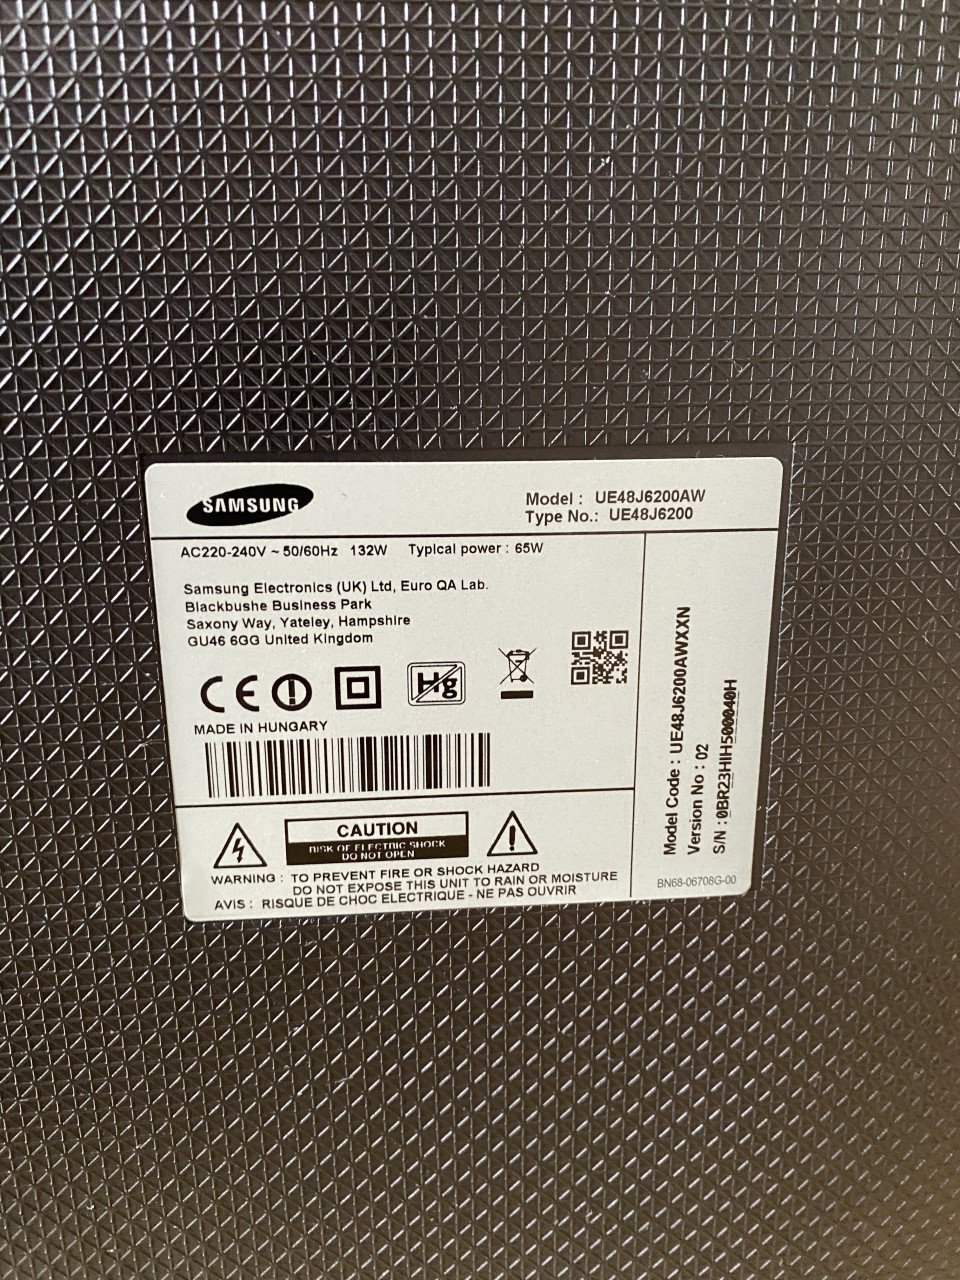 SAMSUNG
Model : UE48J6200AW
Type No.: UE48J6200
AC220-240V ~ 50/60Hz 132W Typical power : 65W
Samsung Electronics (UK) Ltd, Euro QA Lab.
Blackbushe Business Park
Saxony Way, Yateley, Hampshire
GU46 6GG United Kingdom
CE
Hg
MADE IN HUNGARY
CAUTION
RISK OF ELECTRIC SHOCK
DO NOT OPEN
WARNING : TO PREVENT FIRE OR SHOCK HAZARD
DO NOT EXPOSE THIS UNIT TO RAIN OR MOISTURE
AVIS : RISQUE DE CHOC ELECTRIQUE - NE PAS OUVRIR
Model Code : UE48J6200AWXXN
Version No : 02
S/N : 0BR23HIH500040H
BN68-06708G-00